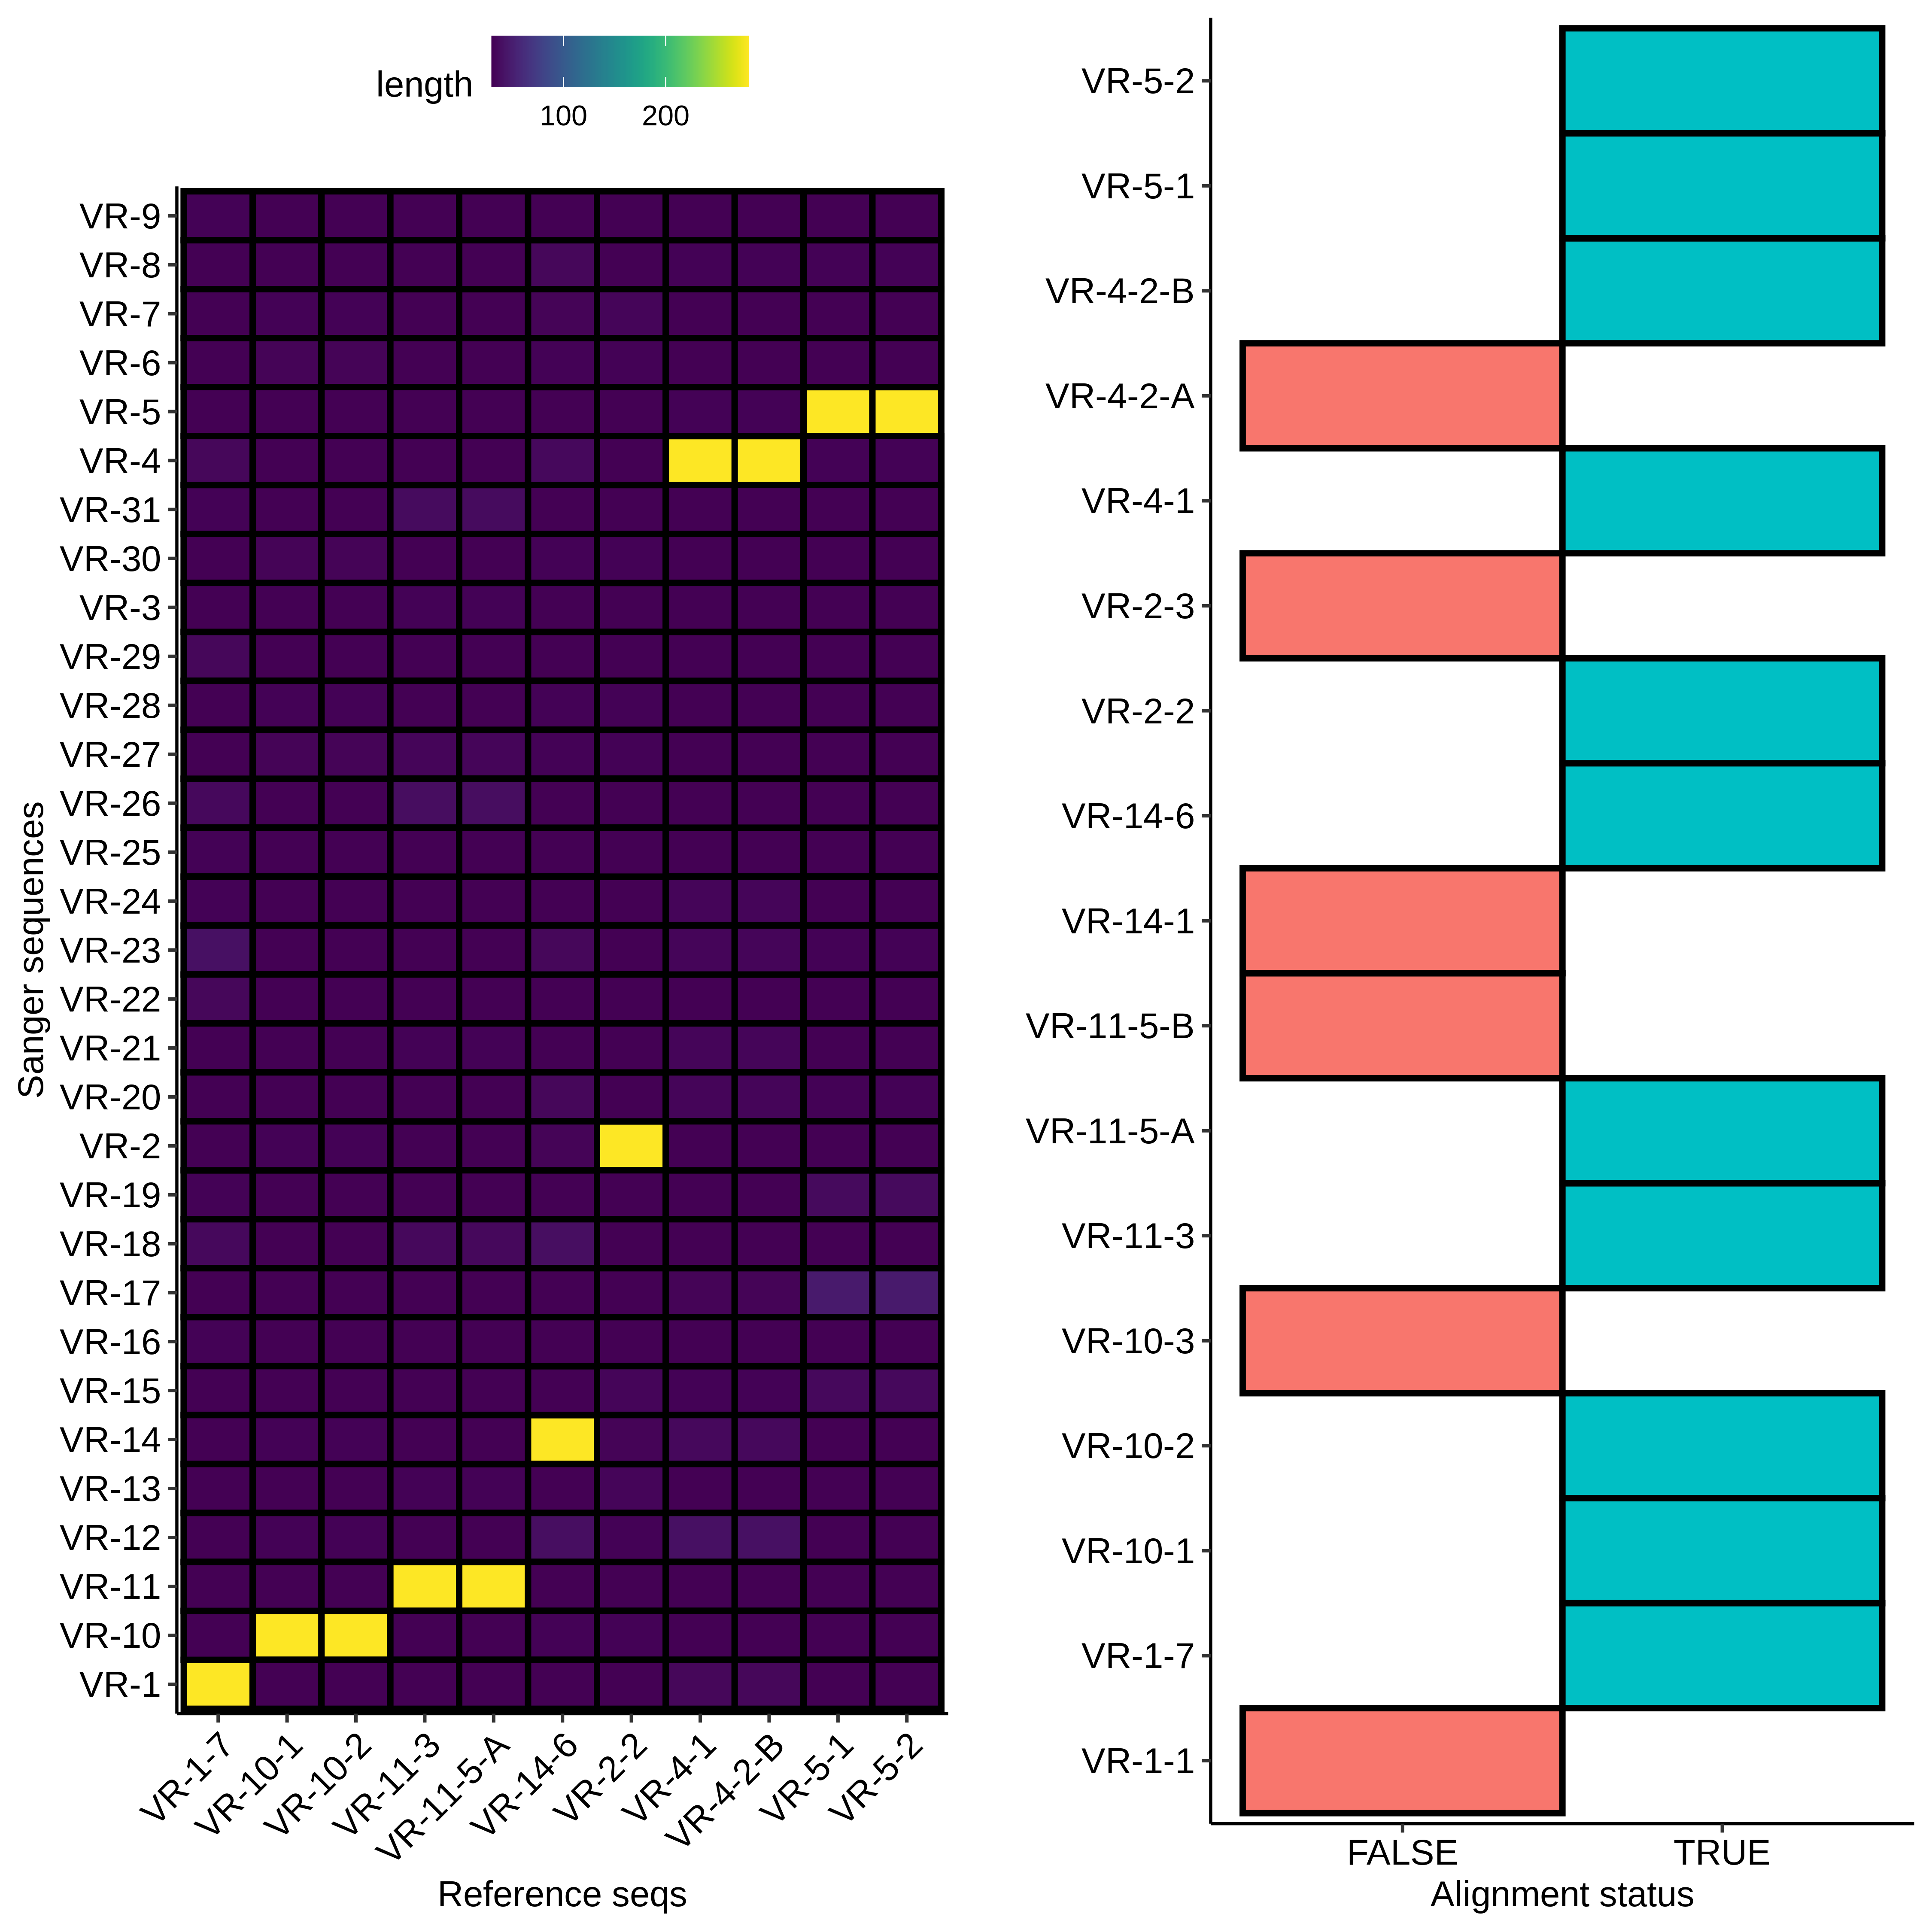 length
100 200
Sanger sequences
VR-9
VR-8
VR-7
VR-6
VR-5
VR-4
VR-31
VR-30
VR-3
VR-29
VR-28
VR-27
VR-26
VR-25
VR-24
VR-23
VR-22
VR-21
VR-20
VR-2
VR-19
VR-18
VR-17
VR-16
VR-15
VR-14
VR-13
VR-12
VR-11
VR-10
VR-1
VR-1-7
VR-10-1
VR-10-2
VR-11-3
VR-11-5-A
VR-14-6
VR-2-2
VR-4-1
VR-4-2-B
VR-5-1
VR-5-2
Reference seqs
VR-5-2
VR-5-1
VR-4-2-B
VR-4-2-A
VR-4-1
VR-2-3
VR-2-2
VR-14-6
VR-14-1
VR-11-5-B
VR-11-5-A
VR-11-3
VR-10-3
VR-10-2
VR-10-1
VR-1-7
VR-1-1
FALSE TRUE
Alignment status